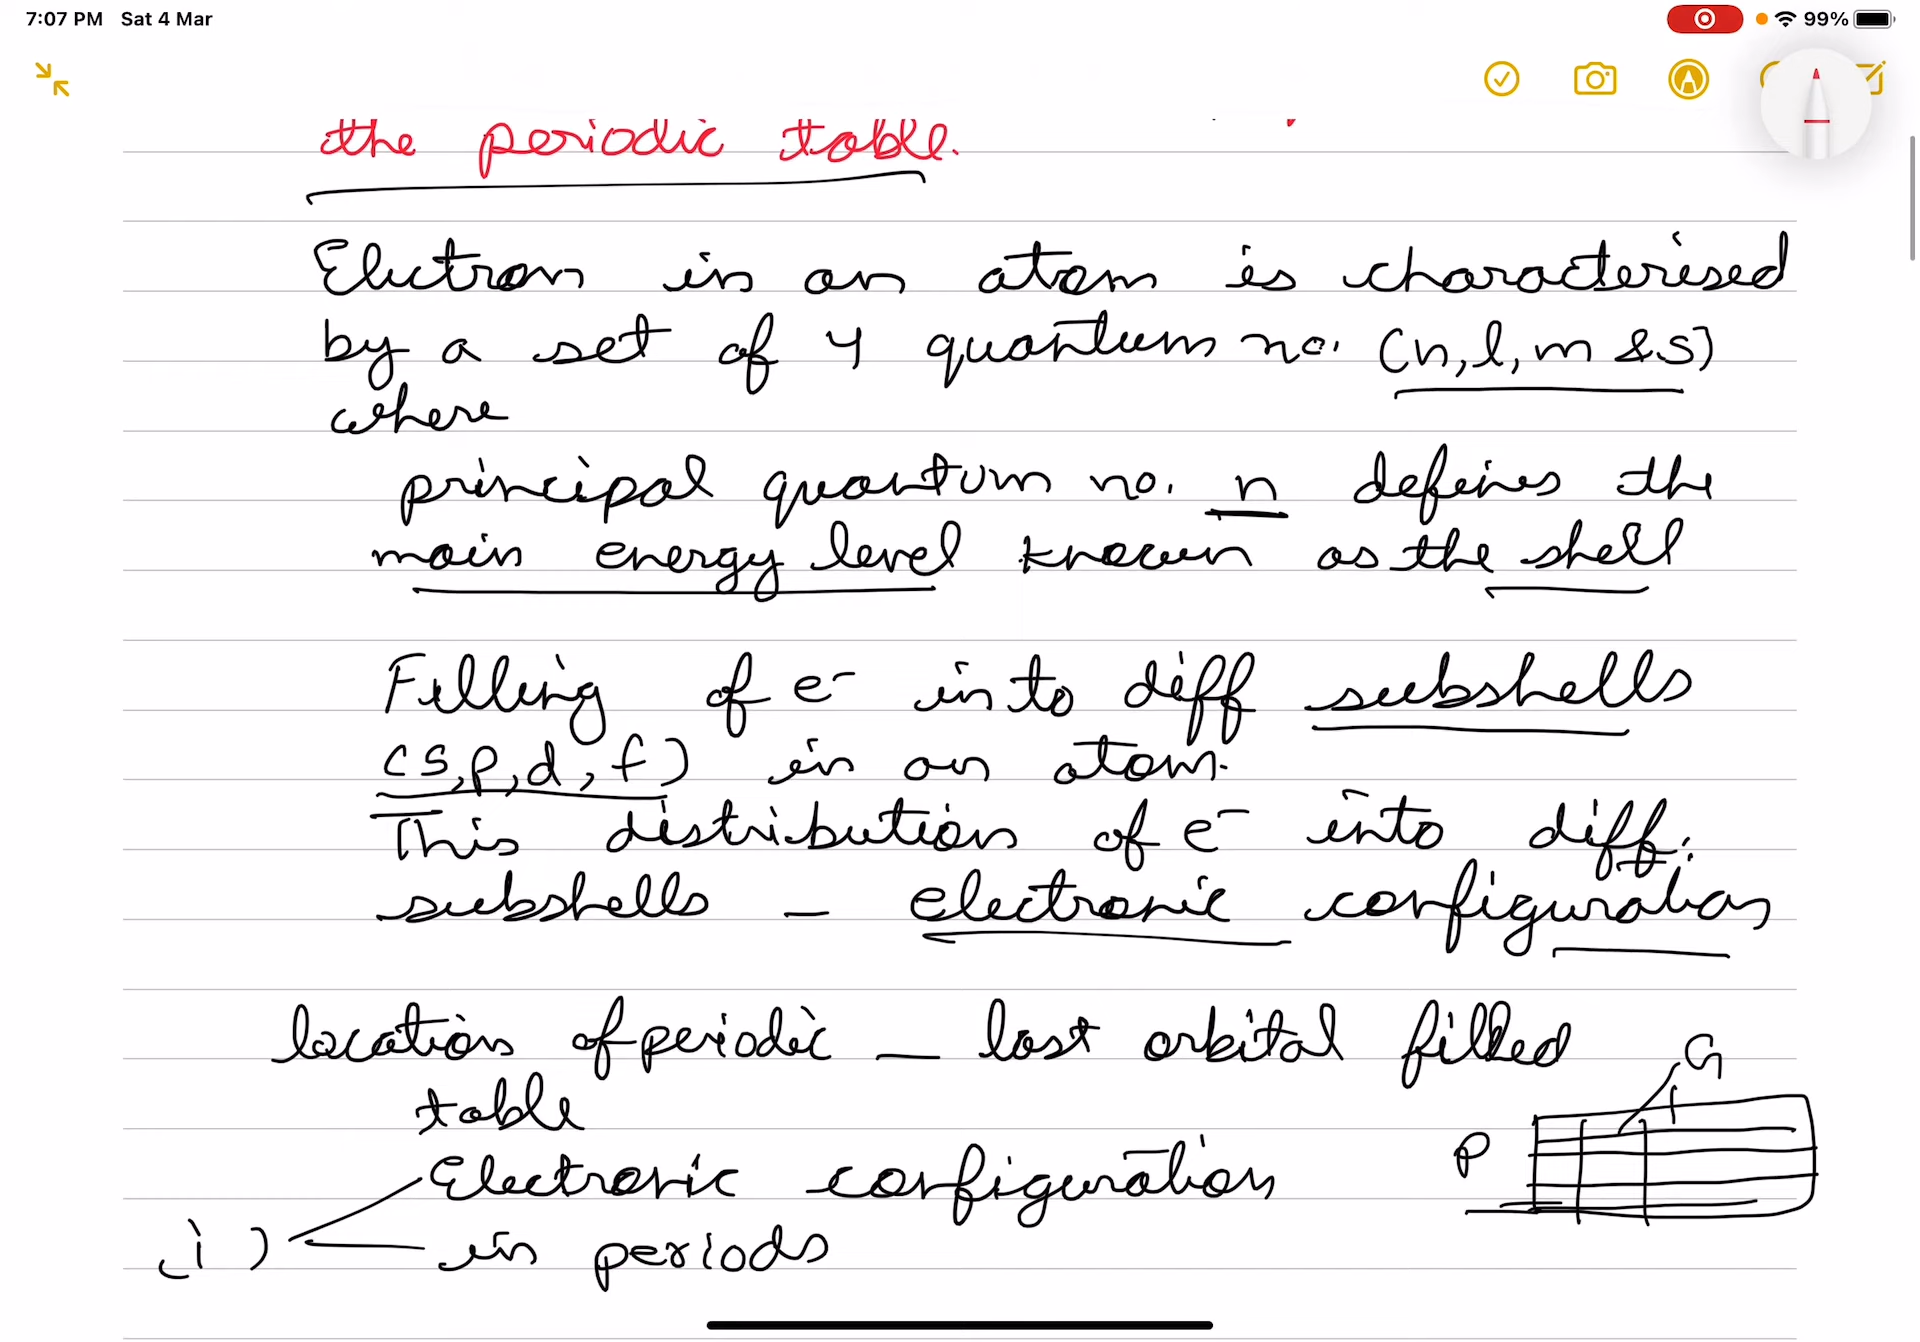 7:07 PM Sat 4 Mar
99%
the periodic table.
Electron in an atom is characterised
by a set of 4 quantum no. (n, l, m & s)
where
principal quantum no. n defines the
main energy level known as the shell
Filling of e⁻ into diff subshells
(s, p, d, f) in an atom.
This distribution of e⁻ into diff.
subshells – electronic configuration
location of periodic – last orbital filled
table
G
P
Electronic configuration
i)
in periods